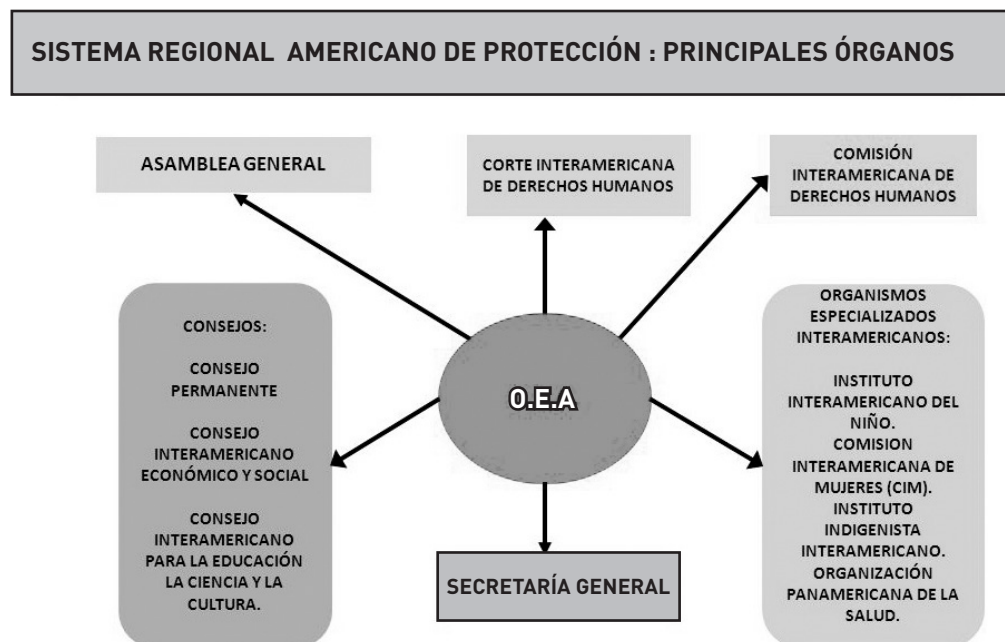 SISTEMA REGIONAL AMERICANO DE PROTECCIÓN : PRINCIPALES ÓRGANOS
ASAMBLEA GENERAL
CORTE INTERAMERICANA
DE DERECHOS HUMANOS
COMISIÓN
INTERAMERICANA DE
DERECHOS HUMANOS
CONSEJOS:
CONSEJO
PERMANENTE
CONSEJO
INTERAMERICANO
ECONÓMICO Y SOCIAL
CONSEJO
INTERAMERICANO
PARA LA EDUCACIÓN
LA CIENCIA Y LA
CULTURA.
O.E.A
ORGANISMOS
ESPECIALIZADOS
INTERAMERICANOS:
INSTITUTO
INTERAMERICANO DEL
NIÑO.
COMISION
INTERAMERICANA DE
MUJERES (CIM).
INSTITUTO
INDIGENISTA
INTERAMERICANO.
ORGANIZACIÓN
PANAMERICANA DE LA
SALUD.
SECRETARÍA GENERAL